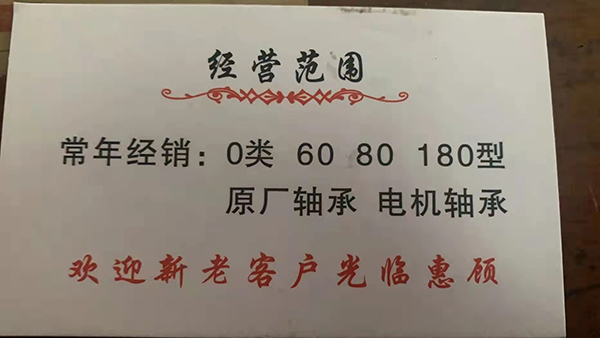 经营范围
常年经销：0类 60 80 180型
原厂轴承 电机轴承
欢迎新老客户光临惠顾